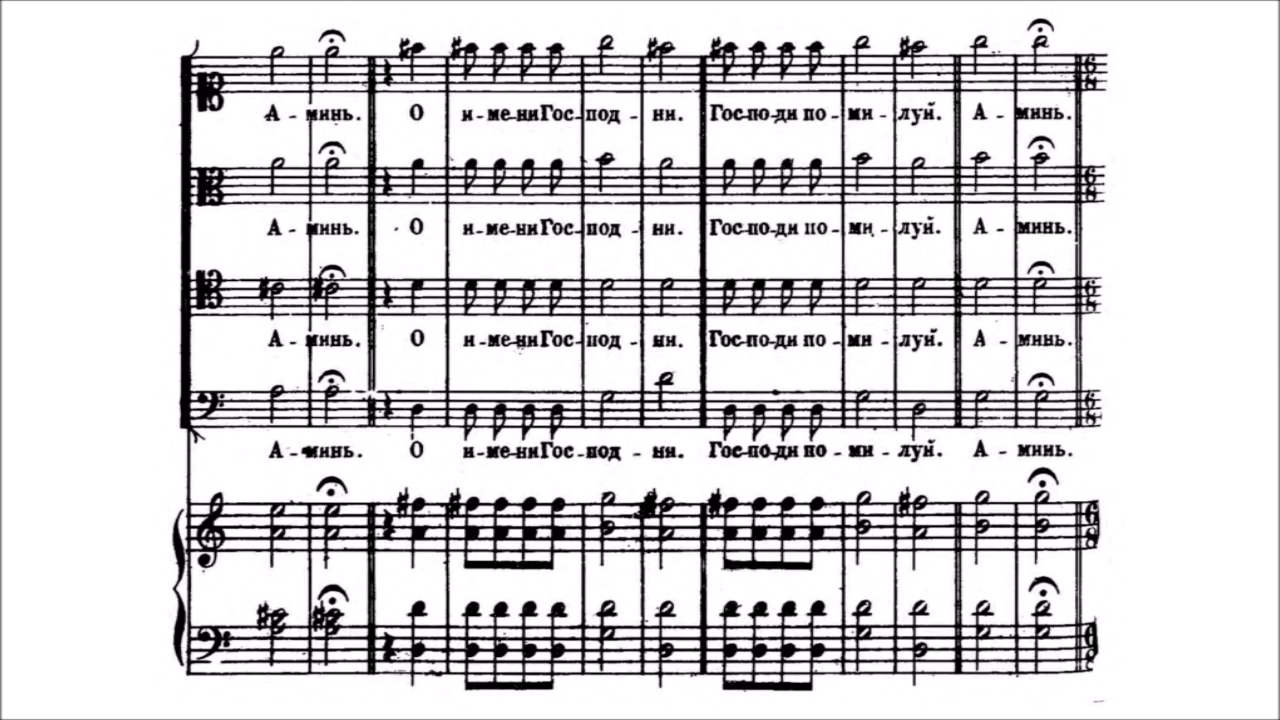 А - минь. О и-ме-ни Гос-под - ни. Гос-по-ди по - ми - луй. А - минь.
А - минь. О и-ме-ни Гос-под - ни. Гос-по-ди по - ми - луй. А - минь.
А - минь. О и-ме-ни Гос-под - ни. Гос-по-ди по - ми - луй. А - минь.
А - минь. О и-ме-ни Гос-под - ни. Гос-по-ди по - ми - луй. А - минь.